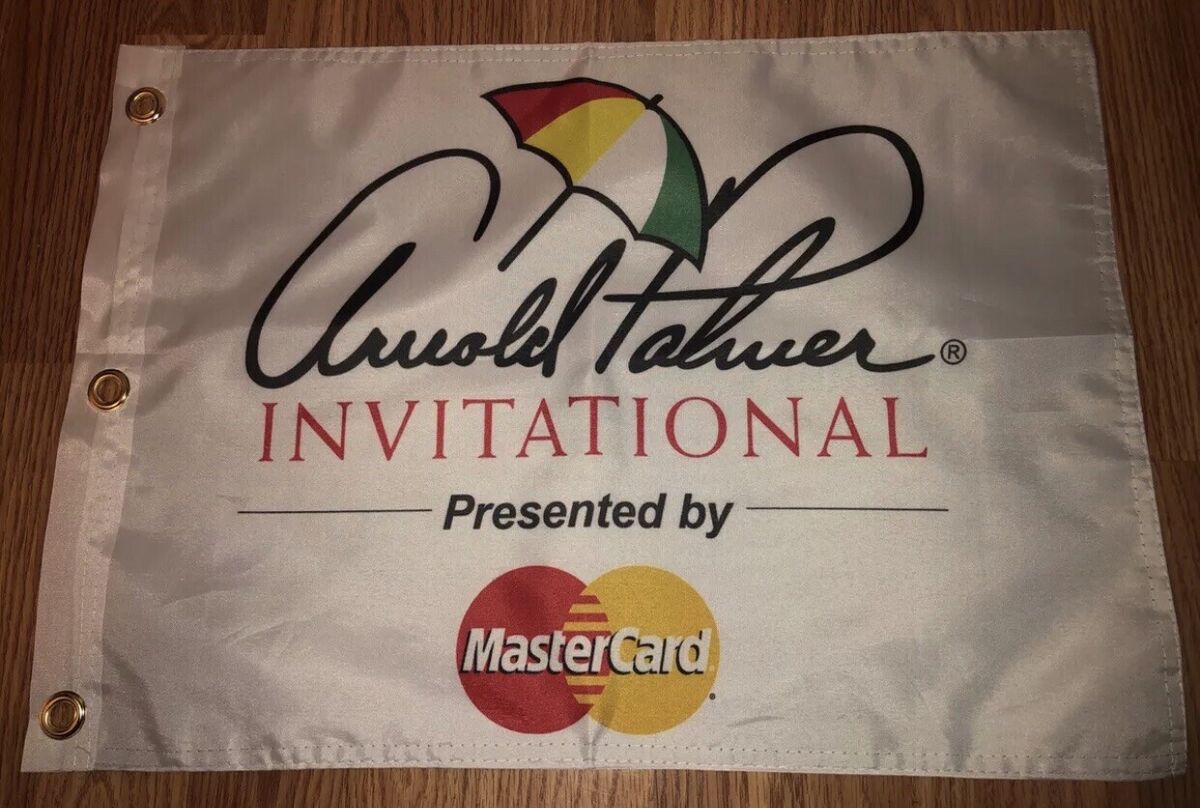 Arnold Palmer®
INVITATIONAL
Presented by
MasterCard